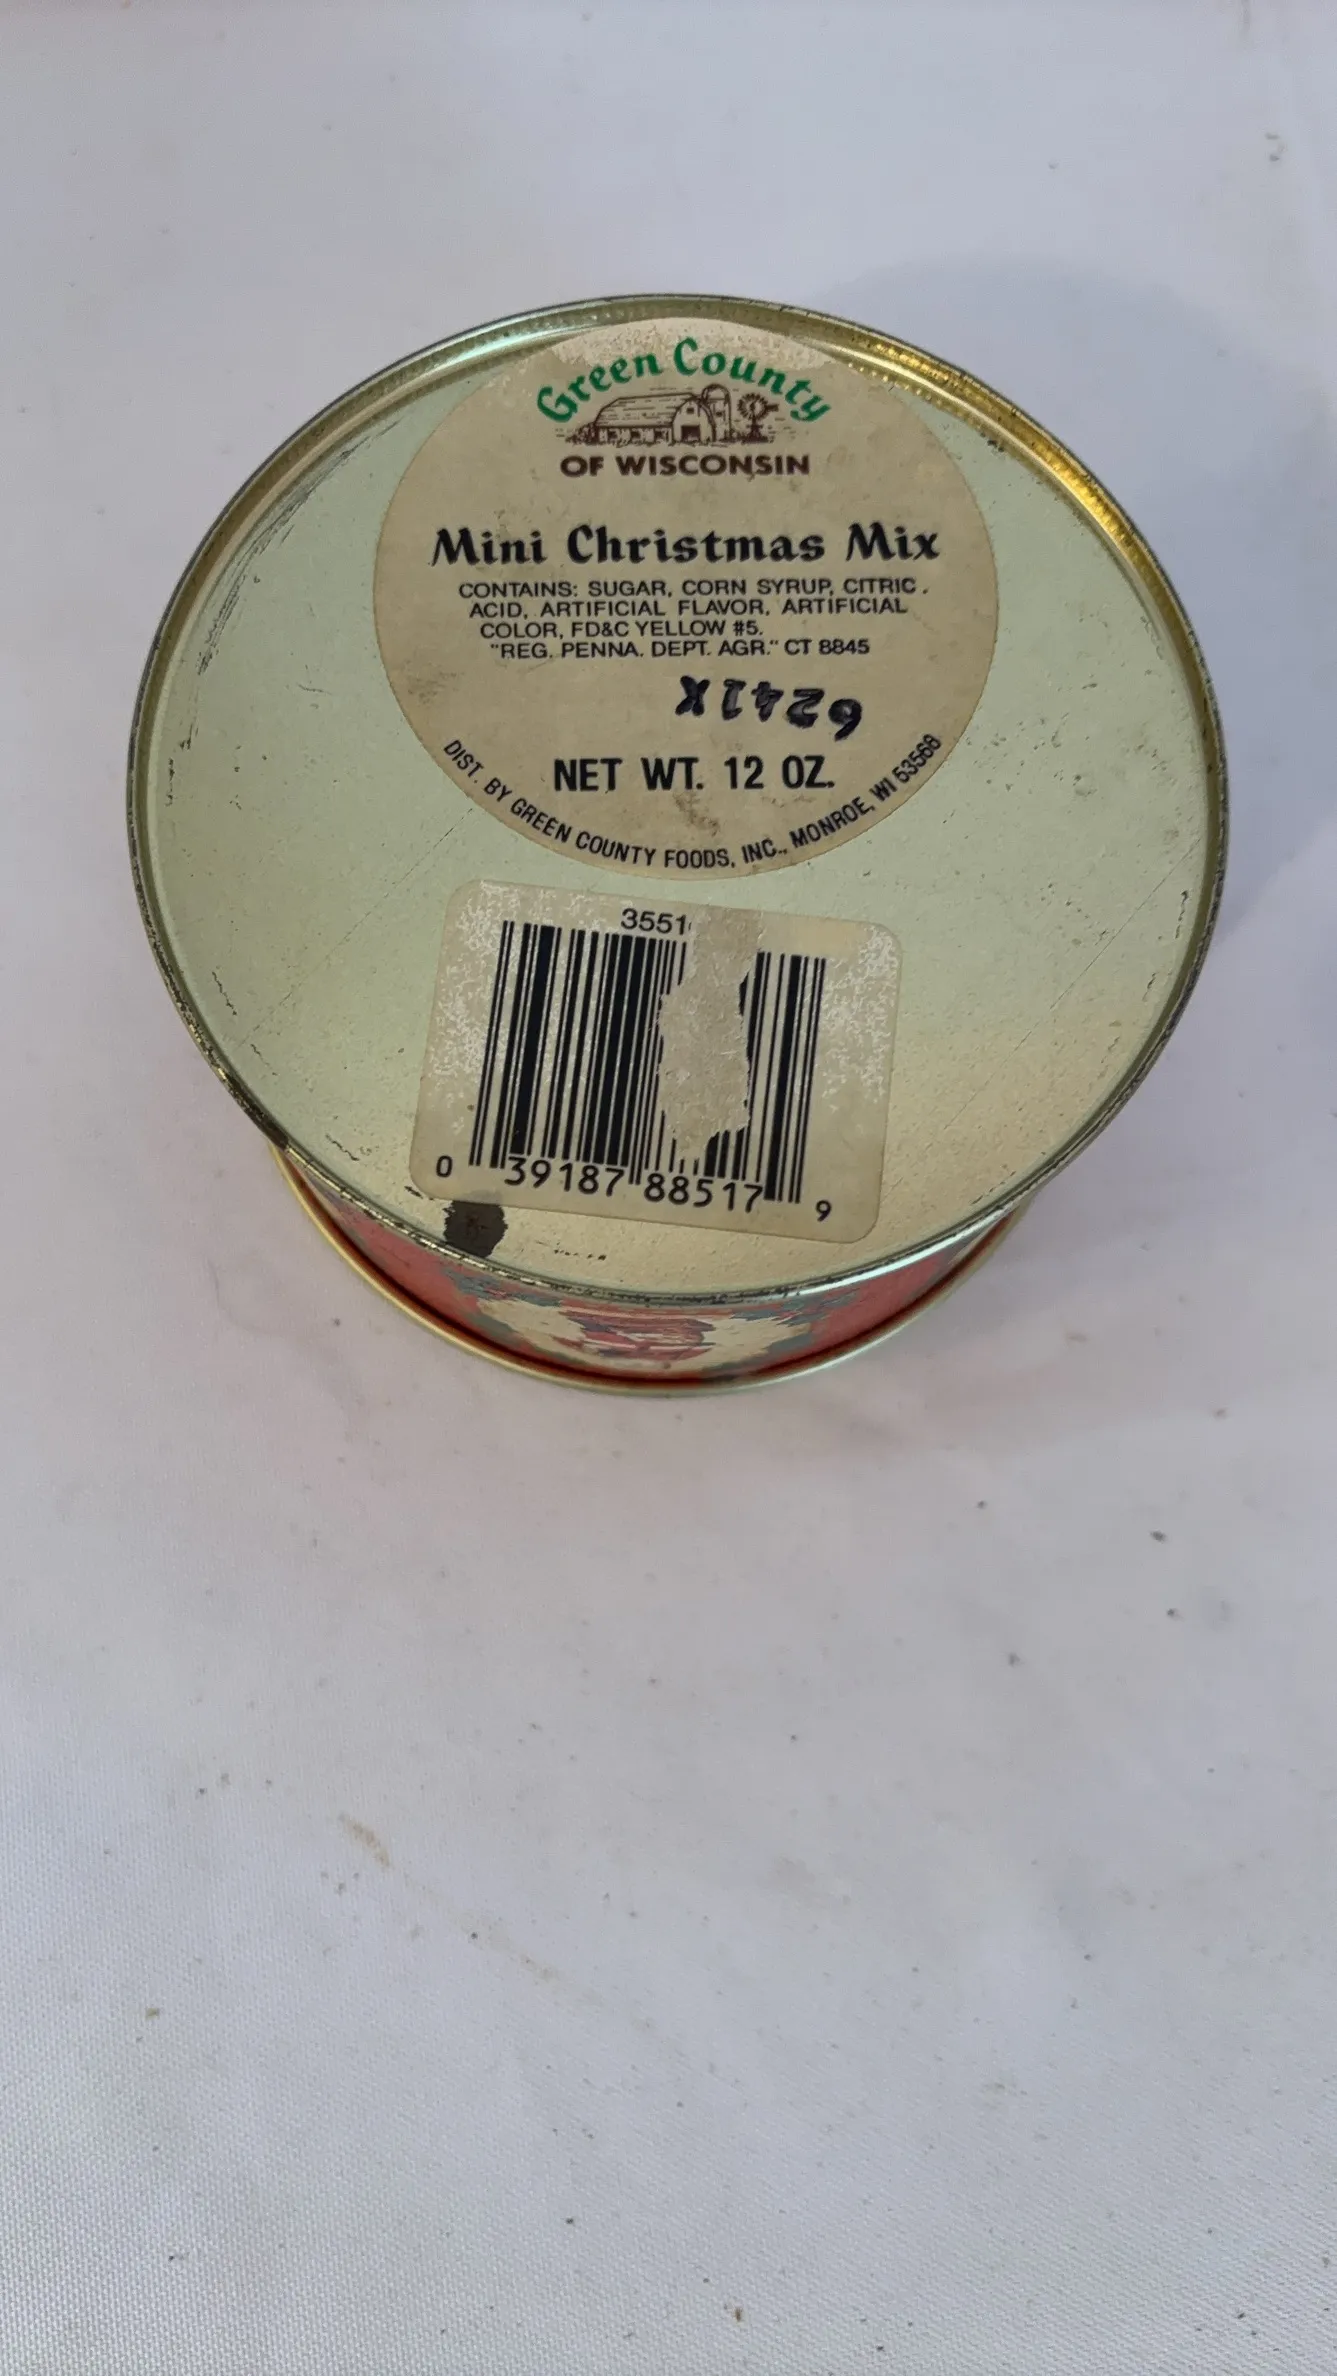 Green County
OF WISCONSIN
Mini Christmas Mix
CONTAINS: SUGAR, CORN SYRUP, CITRIC
ACID, ARTIFICIAL FLAVOR, ARTIFICIAL
COLOR, FD&C YELLOW #5.
"REG. PENNA. DEPT. AGR." CT 8845
6241X
NET WT. 12 OZ.
DIST. BY GREEN COUNTY FOODS, INC., MONROE, WI 53566
3551
0 39187 88517 9